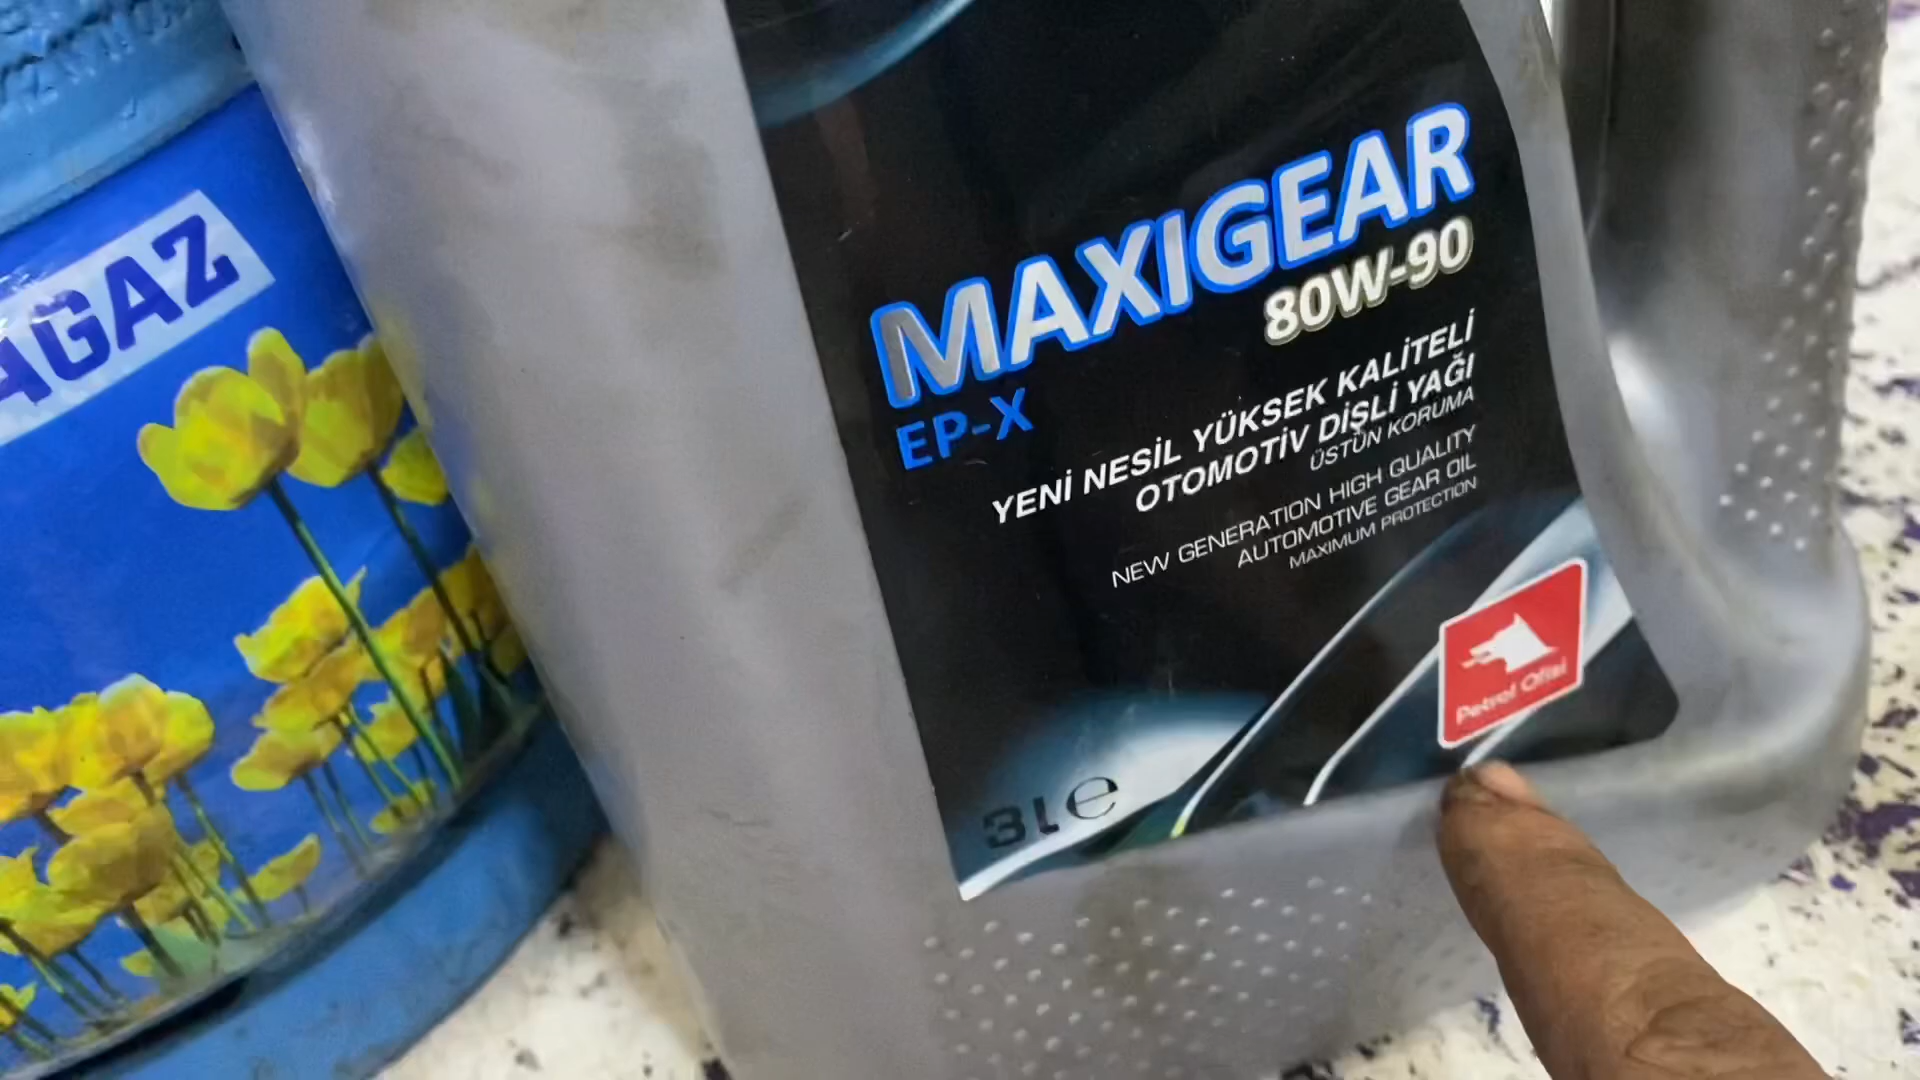 AGAZ
MAXIGEAR
80W-90
EP-X
YENİ NESİL YÜKSEK KALİTELİ
OTOMOTİV DİŞLİ YAĞI
ÜSTÜN KORUMA
NEW GENERATION HIGH QUALITY
AUTOMOTIVE GEAR OIL
MAXIMUM PROTECTION
Petrol Ofisi
3L e